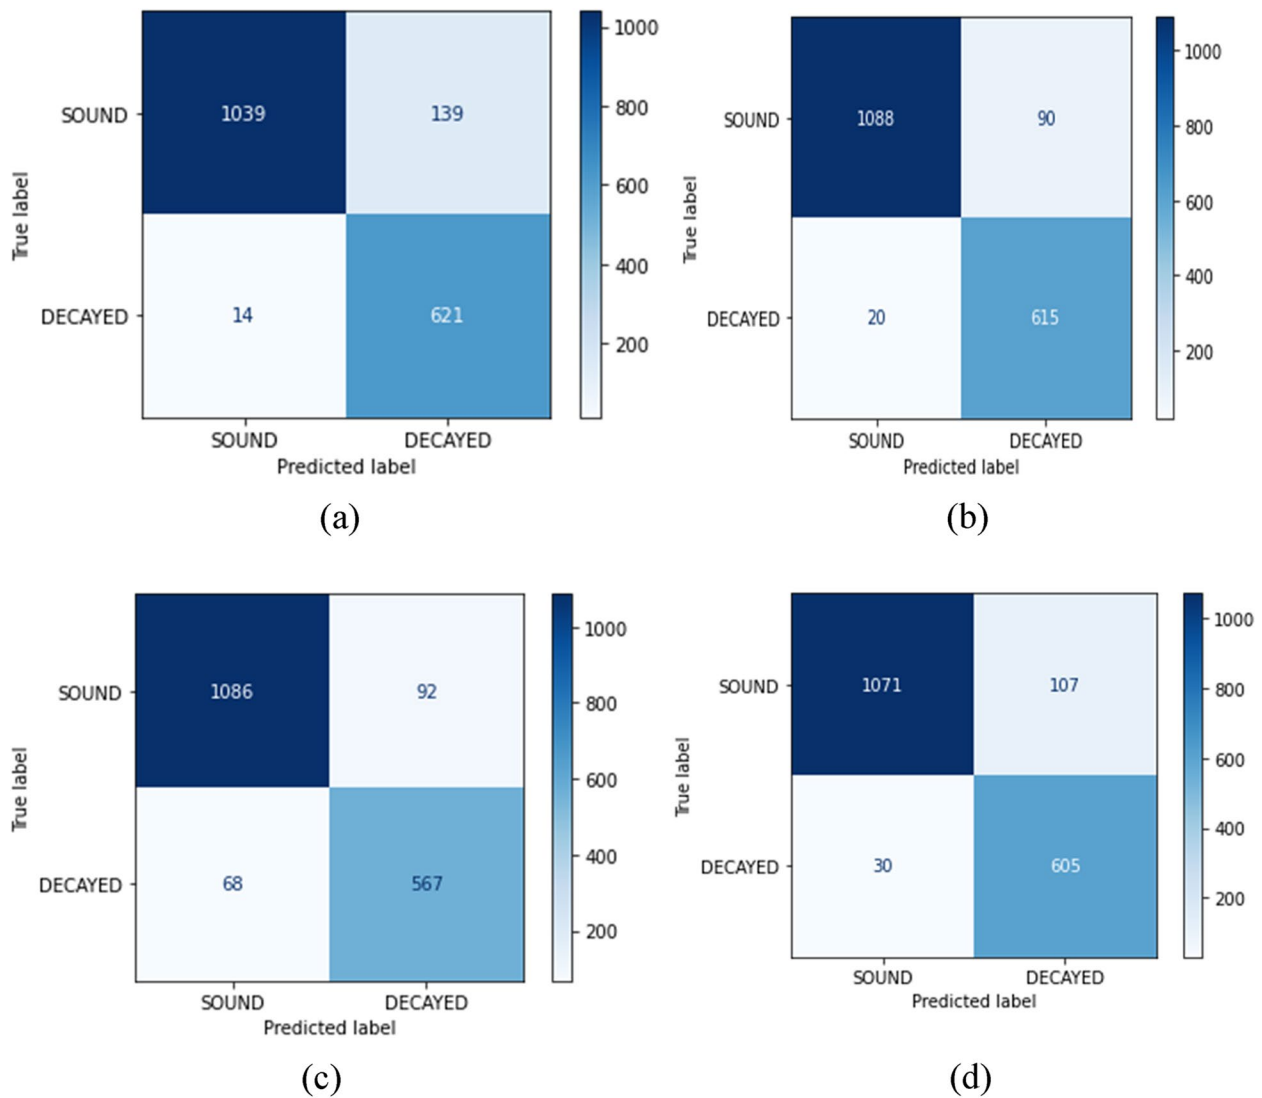 1000
SOUND
1039
139
800
True label
600
400
DECAYED
14
621
200
SOUND
DECAYED
Predicted label
(a)
1000
SOUND
1088
90
800
True label
600
400
DECAYED
20
615
200
SOUND
DECAYED
Predicted label
(b)
1000
SOUND
1086
92
800
True label
600
400
DECAYED
68
567
200
SOUND
DECAYED
Predicted label
(c)
1000
SOUND
1071
107
800
True label
600
400
DECAYED
30
605
200
SOUND
DECAYED
Predicted label
(d)